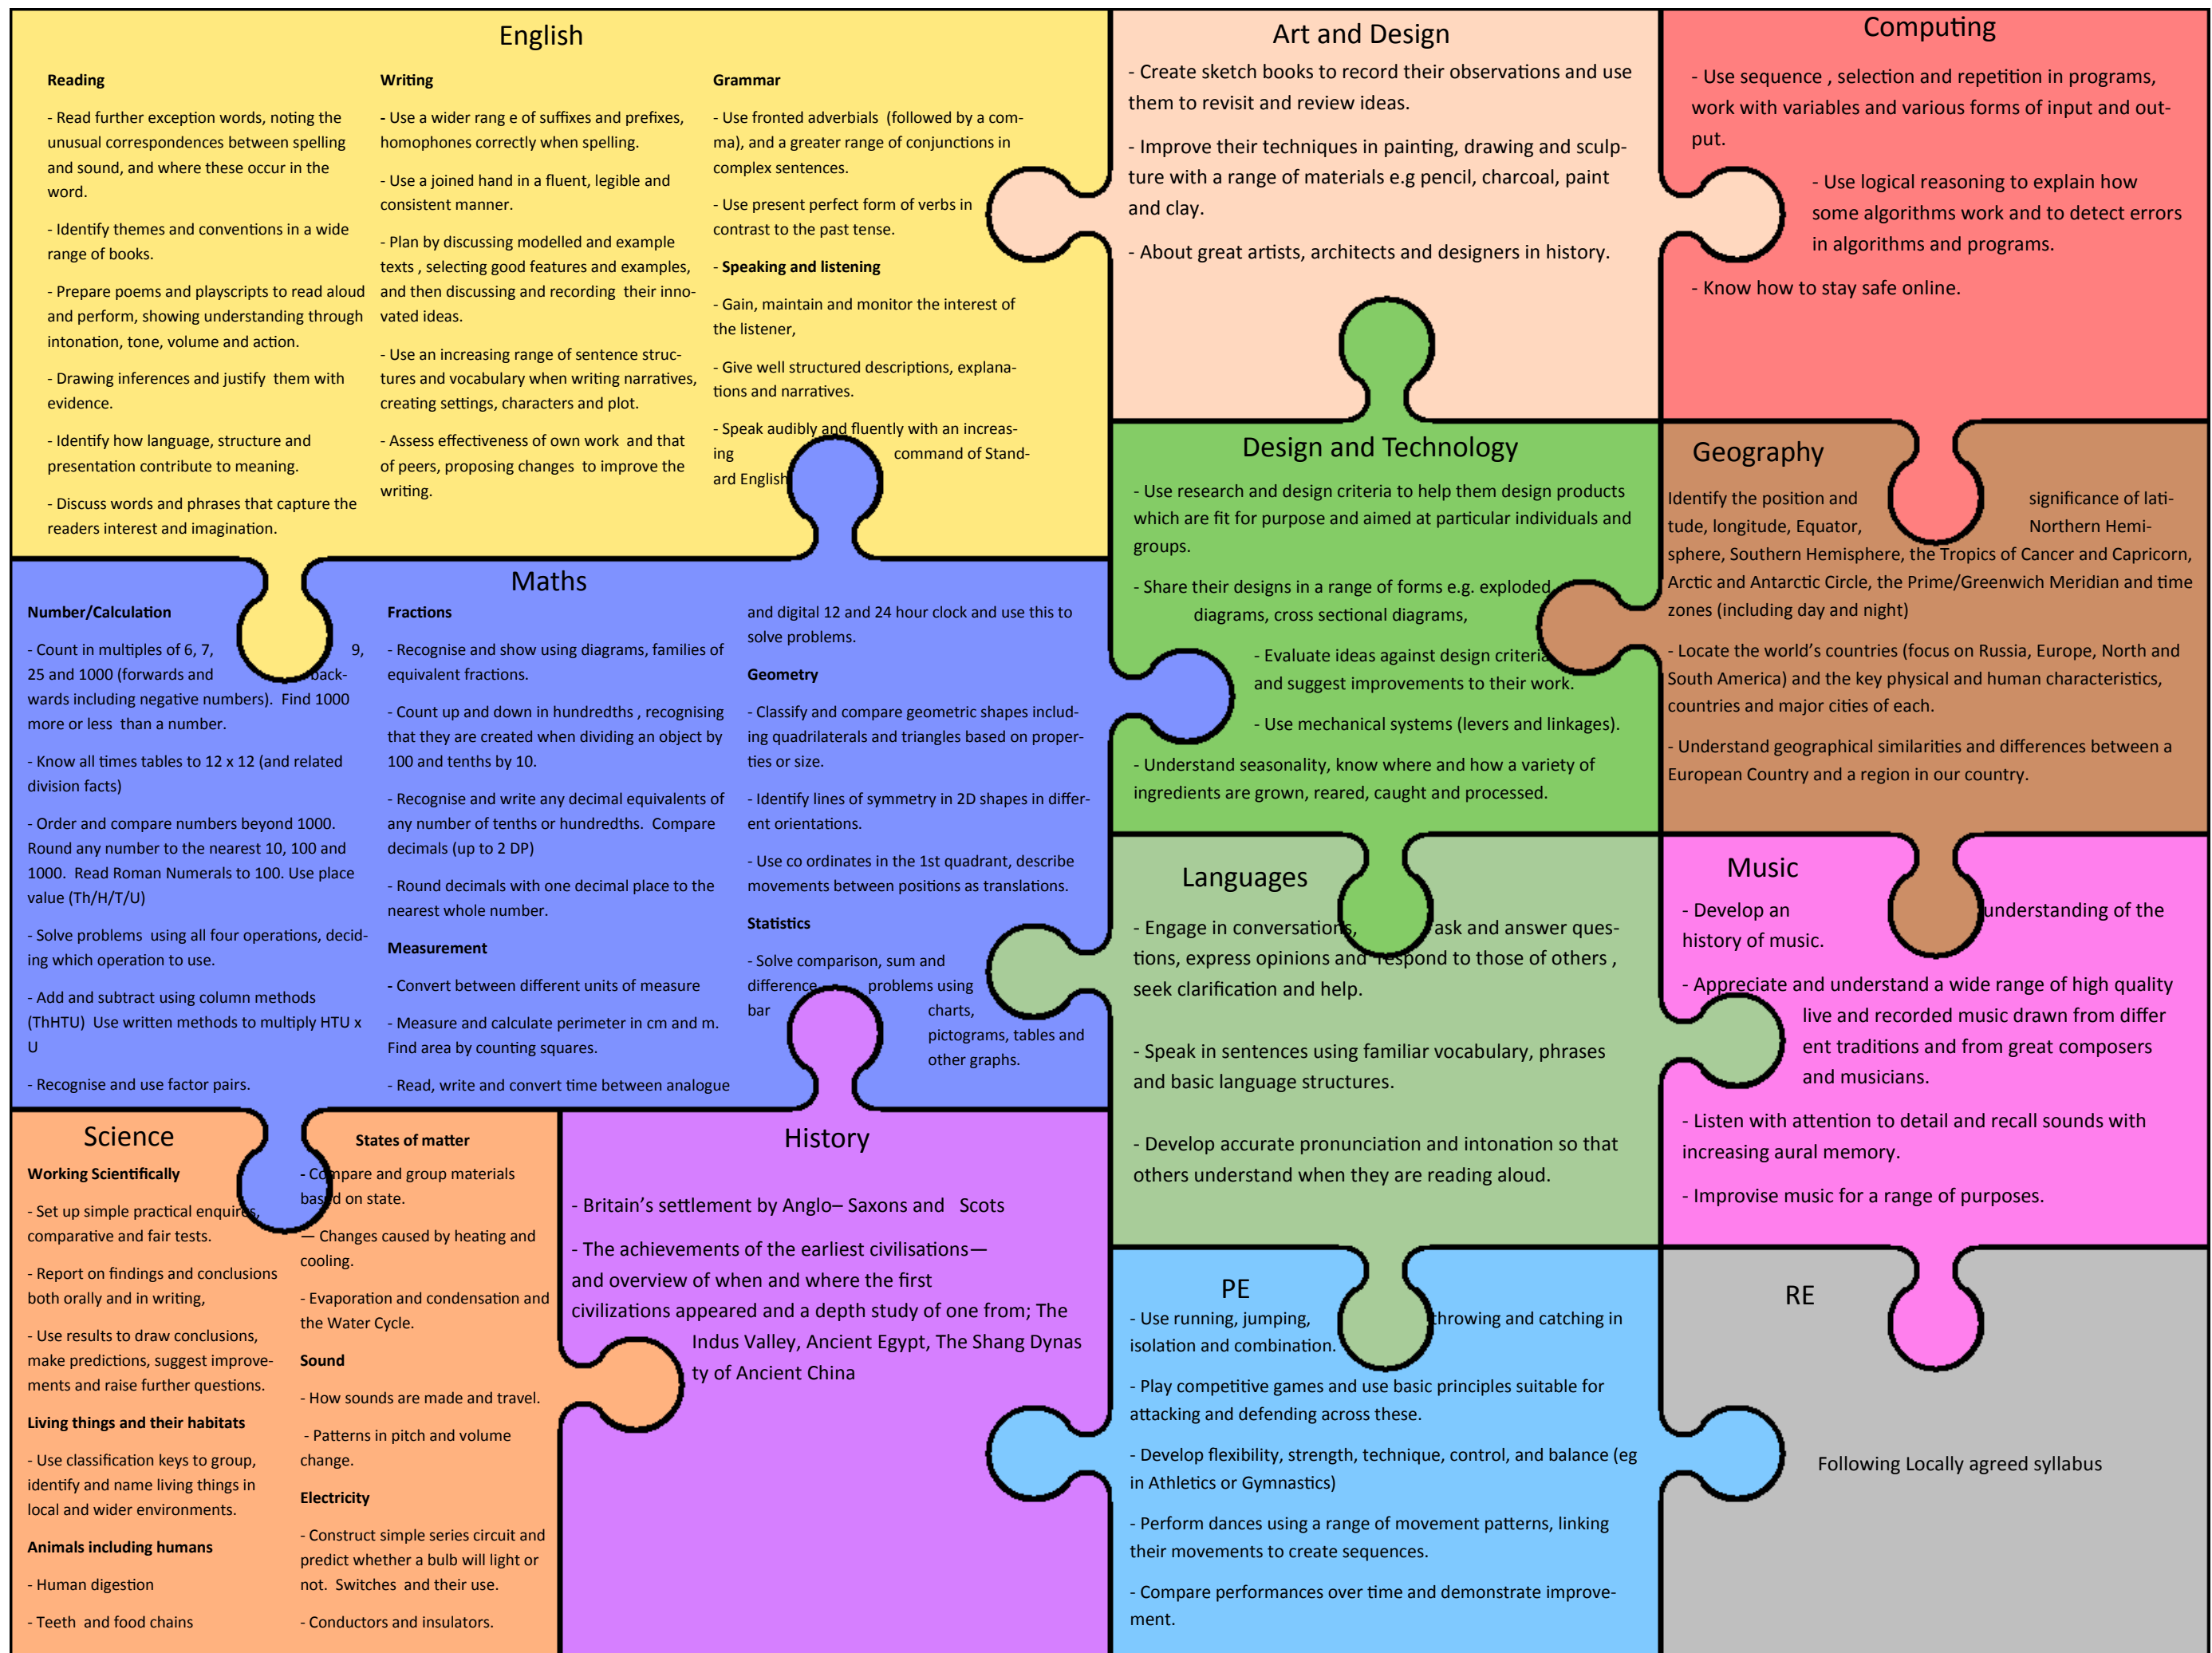 English
Reading
- Read further exception words, noting the
unusual correspondences between spelling
and sound, and where these occur in the
word.
- Identify themes and conventions in a wide
range of books.
- Prepare poems and playscripts to read aloud
and perform, showing understanding through
intonation, tone, volume and action.
- Drawing inferences and justify them with
evidence.
- Identify how language, structure and
presentation contribute to meaning.
- Discuss words and phrases that capture the
readers interest and imagination.
Writing
- Use a wider rang e of suffixes and prefixes,
homophones correctly when spelling.
- Use a joined hand in a fluent, legible and
consistent manner.
- Plan by discussing modelled and example
texts , selecting good features and examples,
and then discussing and recording their inno-
vated ideas.
- Use an increasing range of sentence struc-
tures and vocabulary when writing narratives,
creating settings, characters and plot.
- Assess effectiveness of own work and that
of peers, proposing changes to improve the
writing.
Grammar
- Use fronted adverbials (followed by a com-
ma), and a greater range of conjunctions in
complex sentences.
- Use present perfect form of verbs in
contrast to the past tense.
- Speaking and listening
- Gain, maintain and monitor the interest of
the listener,
- Give well structured descriptions, explana-
tions and narratives.
- Speak audibly and fluently with an increas-
ing command of Stand-
ard English
Art and Design
- Create sketch books to record their observations and use
them to revisit and review ideas.
- Improve their techniques in painting, drawing and sculp-
ture with a range of materials e.g pencil, charcoal, paint
and clay.
- About great artists, architects and designers in history.
Computing
- Use sequence , selection and repetition in programs,
work with variables and various forms of input and out-
put.
- Use logical reasoning to explain how
some algorithms work and to detect errors
in algorithms and programs.
- Know how to stay safe online.
Maths
Number/Calculation
- Count in multiples of 6, 7, 9,
25 and 1000 (forwards and back-
wards including negative numbers). Find 1000
more or less than a number.
- Know all times tables to 12 x 12 (and related
division facts)
- Order and compare numbers beyond 1000.
Round any number to the nearest 10, 100 and
1000. Read Roman Numerals to 100. Use place
value (Th/H/T/U)
- Solve problems using all four operations, decid-
ing which operation to use.
- Add and subtract using column methods
(ThHTU) Use written methods to multiply HTU x
U
- Recognise and use factor pairs.
Fractions
- Recognise and show using diagrams, families of
equivalent fractions.
- Count up and down in hundredths , recognising
that they are created when dividing an object by
100 and tenths by 10.
- Recognise and write any decimal equivalents of
any number of tenths or hundredths. Compare
decimals (up to 2 DP)
- Round decimals with one decimal place to the
nearest whole number.
Measurement
- Convert between different units of measure
- Measure and calculate perimeter in cm and m.
Find area by counting squares.
- Read, write and convert time between analogue
and digital 12 and 24 hour clock and use this to
solve problems.
Geometry
- Classify and compare geometric shapes includ-
ing quadrilaterals and triangles based on proper-
ties or size.
- Identify lines of symmetry in 2D shapes in differ-
ent orientations.
- Use co ordinates in the 1st quadrant, describe
movements between positions as translations.
Statistics
- Solve comparison, sum and
difference problems using
bar charts,
pictograms, tables and
other graphs.
Design and Technology
- Use research and design criteria to help them design products
which are fit for purpose and aimed at particular individuals and
groups.
- Share their designs in a range of forms e.g. exploded
diagrams, cross sectional diagrams,
- Evaluate ideas against design criteria
and suggest improvements to their work.
- Use mechanical systems (levers and linkages).
- Understand seasonality, know where and how a variety of
ingredients are grown, reared, caught and processed.
Geography
Identify the position and significance of lati-
tude, longitude, Equator, Northern Hemi-
sphere, Southern Hemisphere, the Tropics of Cancer and Capricorn,
Arctic and Antarctic Circle, the Prime/Greenwich Meridian and time
zones (including day and night)
- Locate the world's countries (focus on Russia, Europe, North and
South America) and the key physical and human characteristics,
countries and major cities of each.
- Understand geographical similarities and differences between a
European Country and a region in our country.
Languages
- Engage in conversations, ask and answer ques-
tions, express opinions and respond to those of others ,
seek clarification and help.
- Speak in sentences using familiar vocabulary, phrases
and basic language structures.
- Develop accurate pronunciation and intonation so that
others understand when they are reading aloud.
Music
- Develop an understanding of the
history of music.
- Appreciate and understand a wide range of high quality
live and recorded music drawn from differ
ent traditions and from great composers
and musicians.
- Listen with attention to detail and recall sounds with
increasing aural memory.
- Improvise music for a range of purposes.
Science
Working Scientifically
- Set up simple practical enquires,
comparative and fair tests.
- Report on findings and conclusions
both orally and in writing,
- Use results to draw conclusions,
make predictions, suggest improve-
ments and raise further questions.
Living things and their habitats
- Use classification keys to group,
identify and name living things in
local and wider environments.
Animals including humans
- Human digestion
- Teeth and food chains
States of matter
- Compare and group materials
based on state.
— Changes caused by heating and
cooling.
- Evaporation and condensation and
the Water Cycle.
Sound
- How sounds are made and travel.
- Patterns in pitch and volume
change.
Electricity
- Construct simple series circuit and
predict whether a bulb will light or
not. Switches and their use.
- Conductors and insulators.
History
- Britain's settlement by Anglo– Saxons and Scots
- The achievements of the earliest civilisations—
and overview of when and where the first
civilizations appeared and a depth study of one from; The
Indus Valley, Ancient Egypt, The Shang Dynas
ty of Ancient China
PE
- Use running, jumping, throwing and catching in
isolation and combination.
- Play competitive games and use basic principles suitable for
attacking and defending across these.
- Develop flexibility, strength, technique, control, and balance (eg
in Athletics or Gymnastics)
- Perform dances using a range of movement patterns, linking
their movements to create sequences.
- Compare performances over time and demonstrate improve-
ment.
RE
Following Locally agreed syllabus